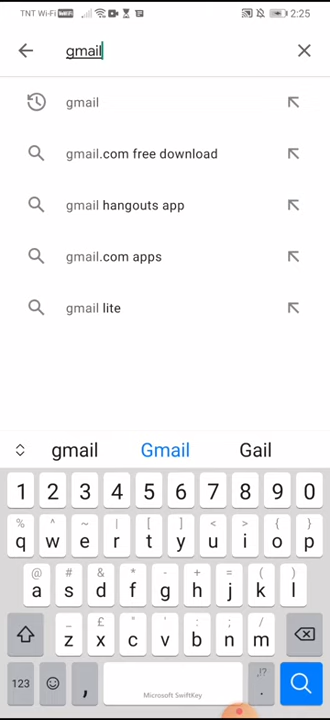 TNT Wi-Fi WiFi 2:25
gmail
gmail
gmail.com free download
gmail hangouts app
gmail.com apps
gmail lite
gmail Gmail Gail
1 2 3 4 5 6 7 8 9 0
% ^ ~ | [ ] < > { }
q w e r t y u i o p
@ # & * - + = ( )
a s d f g h j k l
_ £ " ' : ; /
z x c v b n m
,!?
123 , .
Microsoft SwiftKey